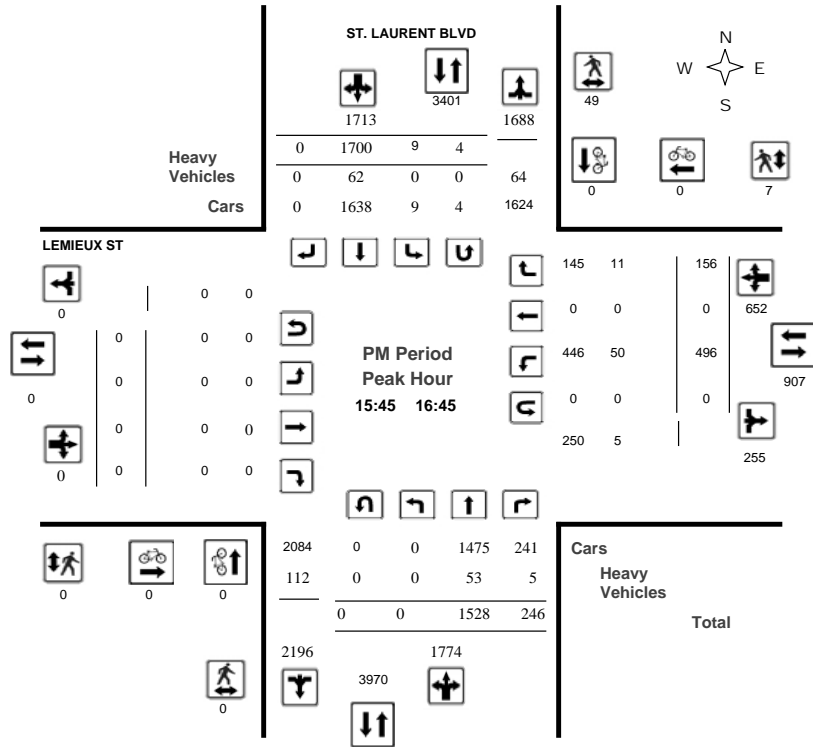 ST. LAURENT BLVD
N
W E
S
3401
49
1713 1688
0 1700 9 4
Heavy
Vehicles
0 62 0 0 64
Cars 0 1638 9 4 1624
0 0 7
LEMIEUX ST
0
0 0
145 11 156
652
0 0 0
0 0 0
446 50 496
0 0 0
0
907
0 0 0
0 0 0
0
250 5
255
0 0 0
PM Period
Peak Hour
15:45 16:45
2084 0 0 1475 241
Cars
112 0 0 53 5
Heavy
Vehicles
0 0 1528 246
Total
0 0 0
2196 1774
3970
0